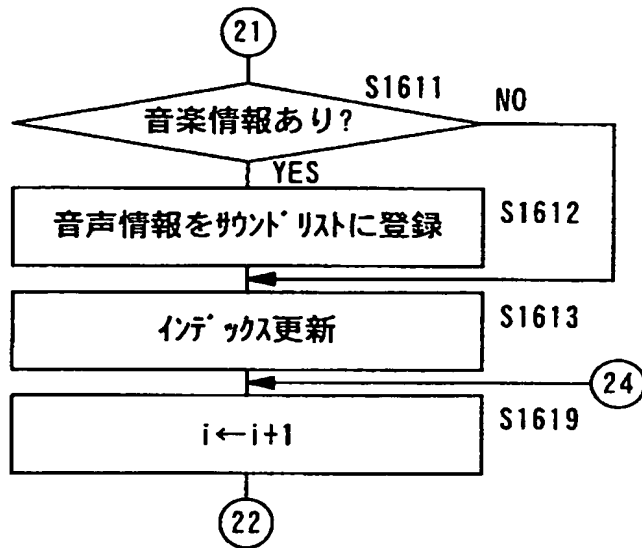 21
S1611
音楽情報あり?
NO
YES
音声情報をｻｳﾝﾄﾞﾘｽﾄに登録
S1612
ｲﾝﾃﾞｯｸｽ更新
S1613
24
i←i+1
S1619
22